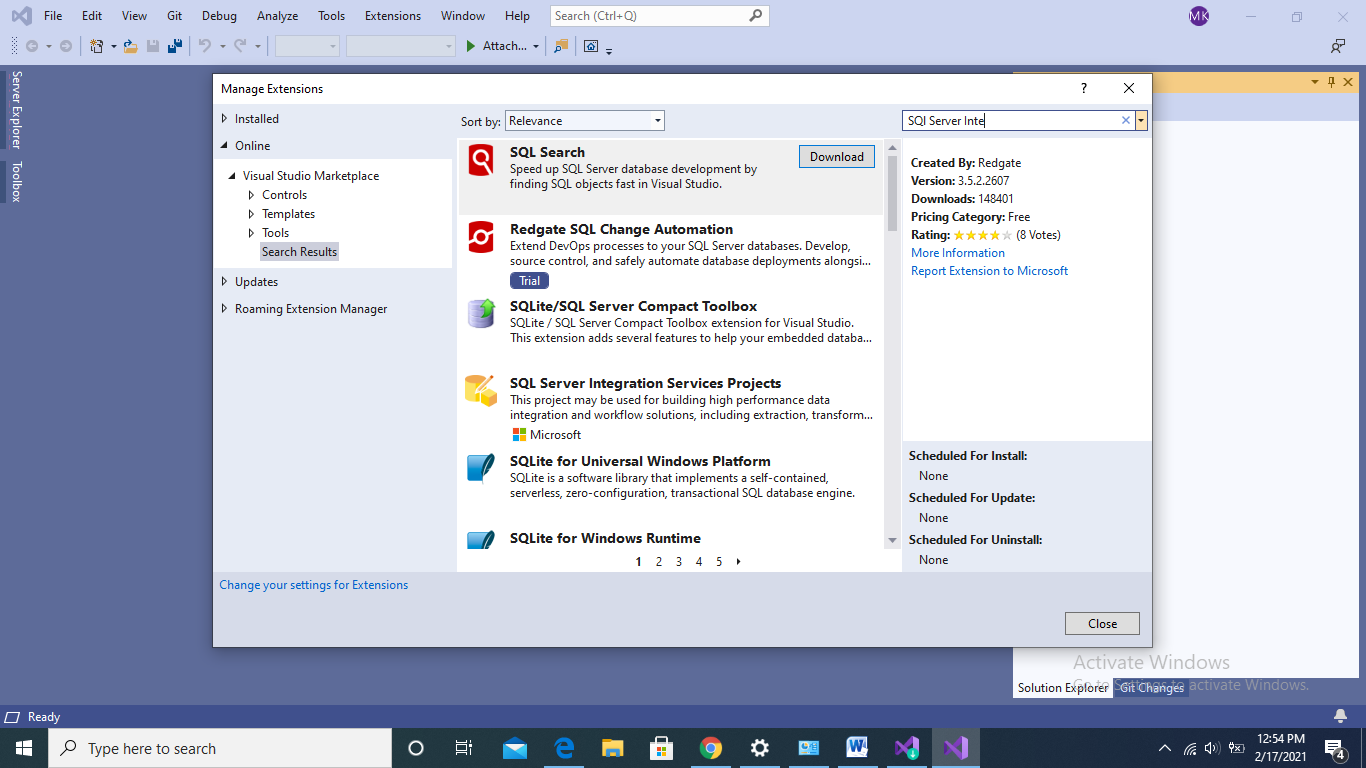 File Edit View Git Debug Analyze Tools Extensions Window Help Search (Ctrl+Q) MK
Attach...
Server Explorer
Toolbox
Manage Extensions
Installed
Online
Visual Studio Marketplace
Controls
Templates
Tools
Search Results
Updates
Roaming Extension Manager
Sort by: Relevance
SQl Server Inte
SQL Search
Speed up SQL Server database development by
finding SQL objects fast in Visual Studio.
Download
Redgate SQL Change Automation
Extend DevOps processes to your SQL Server databases. Develop,
source control, and safely automate database deployments alongsi...
Trial
SQLite/SQL Server Compact Toolbox
SQLite / SQL Server Compact Toolbox extension for Visual Studio.
This extension adds several features to help your embedded databa...
SQL Server Integration Services Projects
This project may be used for building high performance data
integration and workflow solutions, including extraction, transform...
Microsoft
SQLite for Universal Windows Platform
SQLite is a software library that implements a self-contained,
serverless, zero-configuration, transactional SQL database engine.
SQLite for Windows Runtime
1 2 3 4 5
Created By: Redgate
Version: 3.5.2.2607
Downloads: 148401
Pricing Category: Free
Rating: (8 Votes)
More Information
Report Extension to Microsoft
Scheduled For Install:
None
Scheduled For Update:
None
Scheduled For Uninstall:
None
Change your settings for Extensions
Close
Activate Windows
Go to Settings to activate Windows.
Solution Explorer Git Changes
Ready
Type here to search
12:54 PM
2/17/2021
4